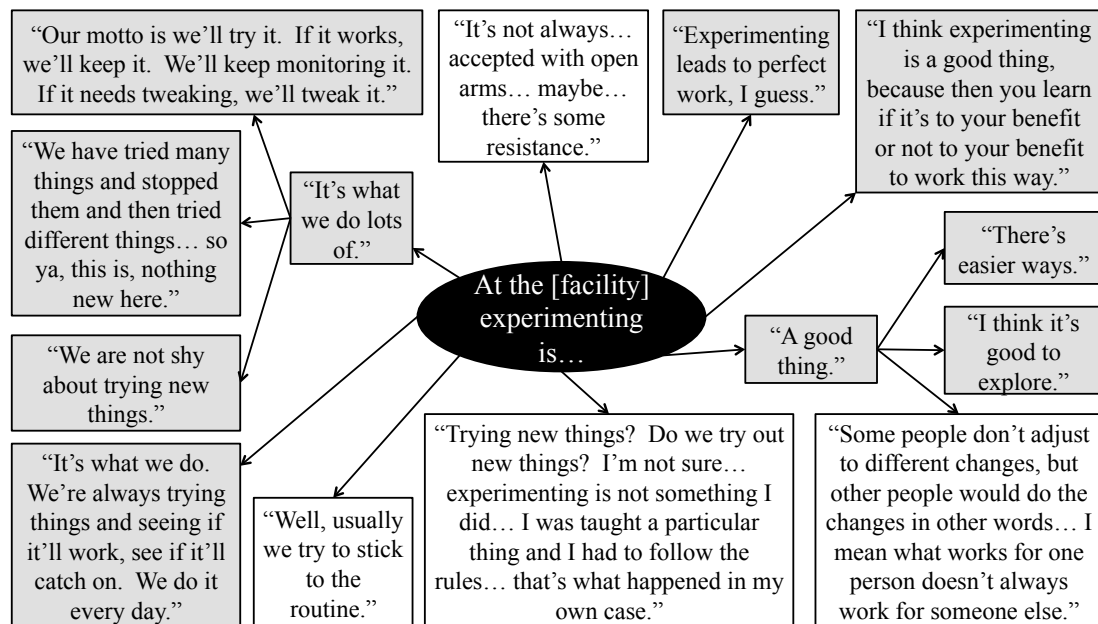 “Our motto is we’ll try it.  If it works,
we’ll keep it.  We’ll keep monitoring it.
If it needs tweaking, we’ll tweak it.”
“It’s not always…
accepted with open
arms… maybe…
there’s some
resistance.”
“Experimenting
leads to perfect
work, I guess.”
“I think experimenting
is a good thing,
because then you learn
if it’s to your benefit
or not to your benefit
to work this way.”
“We have tried many
things and stopped
them and then tried
different things… so
ya, this is, nothing
new here.”
“It’s what
we do lots
of.”
“There’s
easier ways.”
At the [facility]
experimenting
is…
“A good
thing.”
“I think it’s
good to
explore.”
“We are not shy
about trying new
things.”
“It’s what we do.
We’re always trying
things and seeing if
it’ll work, see if it’ll
catch on.  We do it
every day.”
“Well, usually
we try to stick
to the
routine.”
“Trying new things?  Do we try out
new things?  I’m not sure…
experimenting is not something I
did… I was taught a particular
thing and I had to follow the
rules… that’s what happened in my
own case.”
“Some people don’t adjust
to different changes, but
other people would do the
changes in other words… I
mean what works for one
person doesn’t always
work for someone else.”